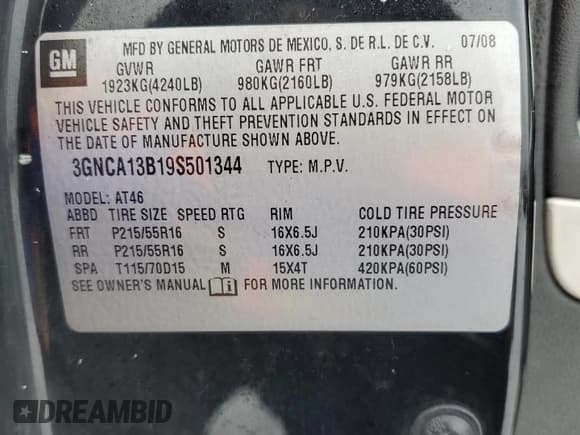 GM
MFD BY GENERAL MOTORS DE MEXICO, S. DE R.L. DE C.V. 07/08
GVWR GAWR FRT GAWR RR
1923KG(4240LB) 980KG(2160LB) 979KG(2158LB)
THIS VEHICLE CONFORMS TO ALL APPLICABLE U.S. FEDERAL MOTOR
VEHICLE SAFETY AND THEFT PREVENTION STANDARDS IN EFFECT ON
THE DATE OF MANUFACTURE SHOWN ABOVE.
3GNCA13B19S501344 TYPE: M.P.V.
MODEL: AT46
ABBD TIRE SIZE SPEED RTG RIM COLD TIRE PRESSURE
FRT P215/55R16 S 16X6.5J 210KPA(30PSI)
RR P215/55R16 S 16X6.5J 210KPA(30PSI)
SPA T115/70D15 M 15X4T 420KPA(60PSI)
SEE OWNER'S MANUAL i FOR MORE INFORMATION.
DREAMBID